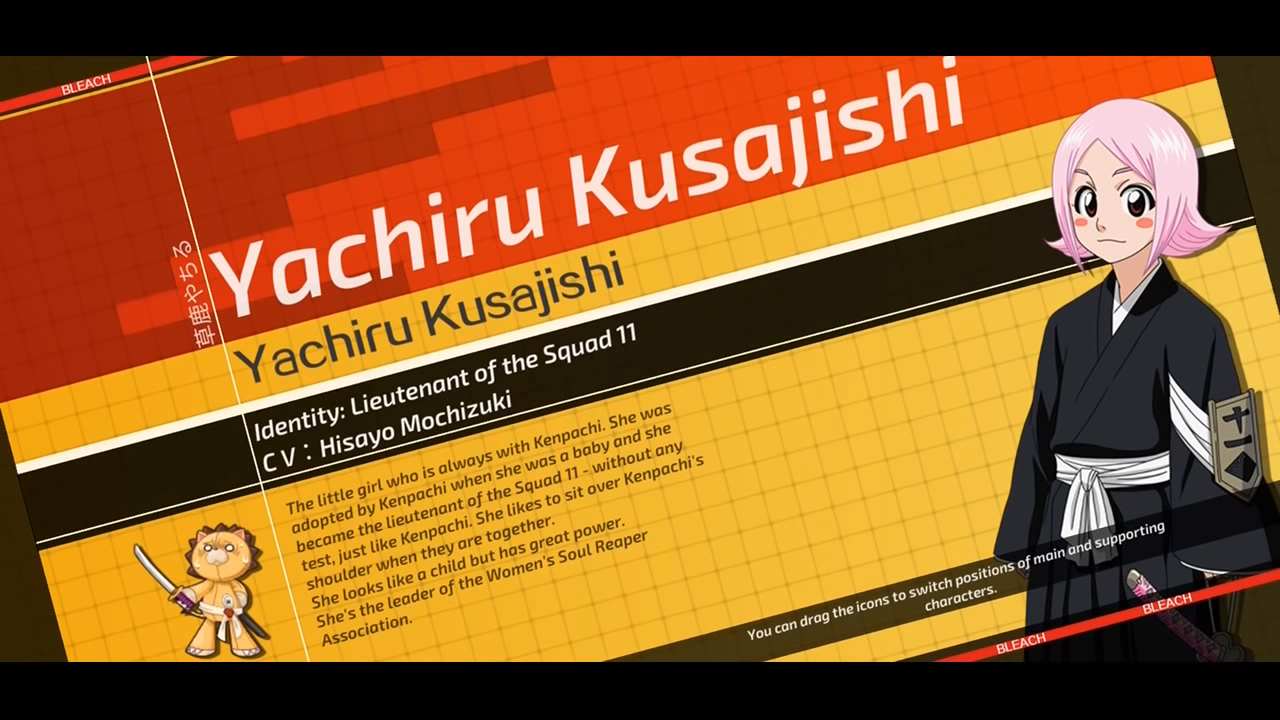 BLEACH
草鹿やちる
Yachiru Kusajishi
Yachiru Kusajishi
Identity: Lieutenant of the Squad 11
CV：Hisayo Mochizuki
The little girl who is always with Kenpachi. She was
adopted by Kenpachi when she was a baby and she
became the lieutenant of the Squad 11 - without any
test, just like Kenpachi. She likes to sit over Kenpachi's
shoulder when they are together.
She looks like a child but has great power.
She's the leader of the Women's Soul Reaper
Association.
十一
You can drag the icons to switch positions of main and supporting
characters.
BLEACH
BLEACH